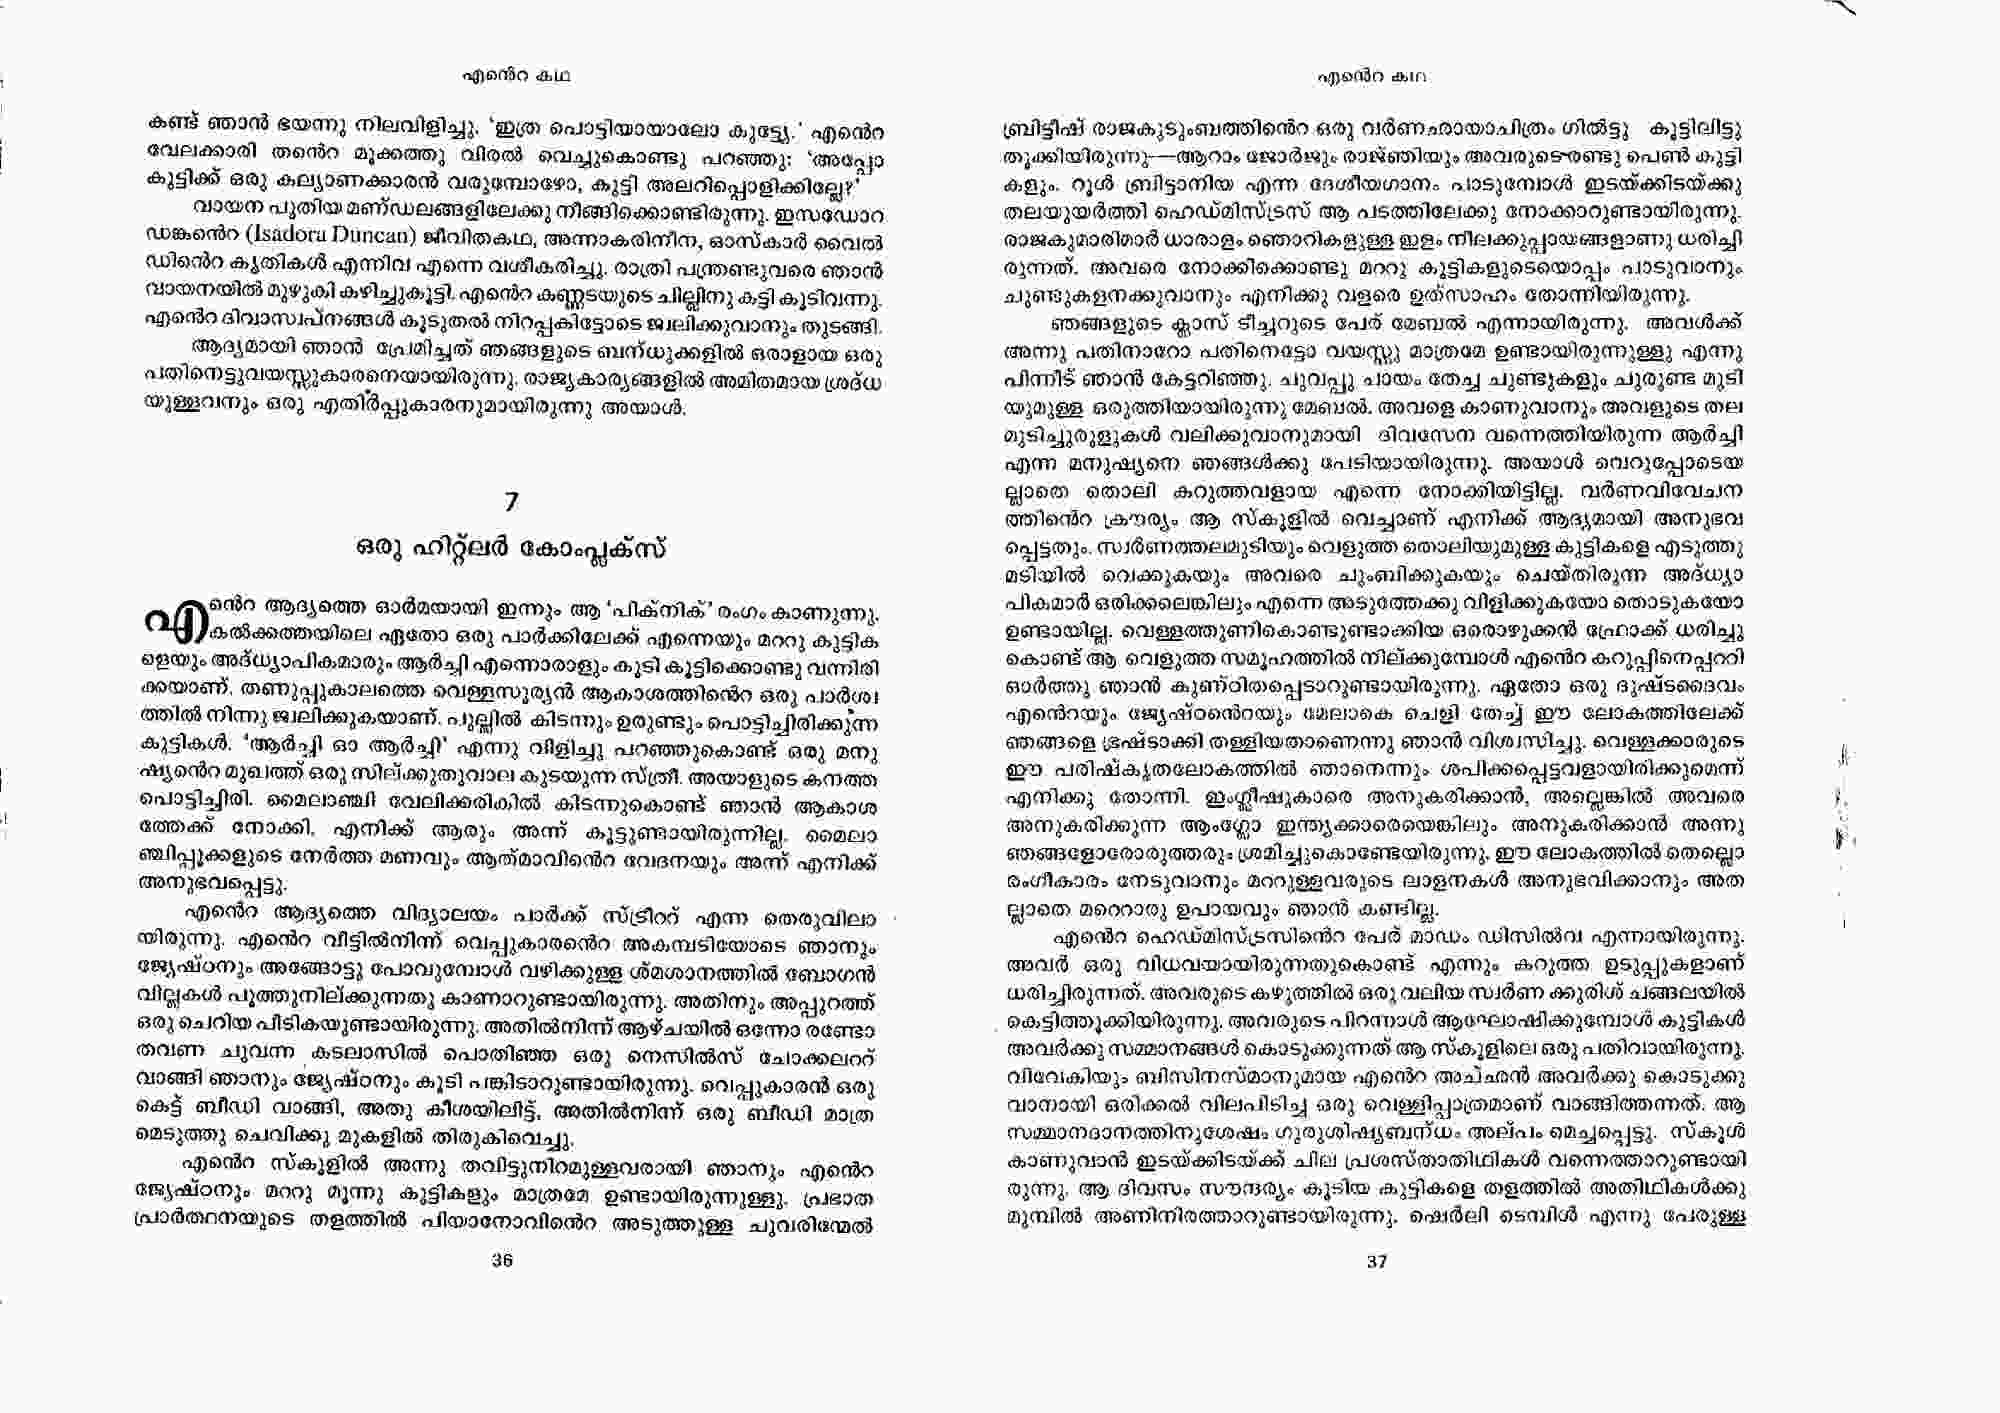 എന്റെ കഥ
കണ്ട് ഞാൻ ഭയന്നു നിലവിളിച്ചു. 'ഇത്ര പൊട്ടിയായാലോ കുട്ട്യേ.' എന്റെ
വേലക്കാരി തന്റെ മൂക്കത്തു വിരൽ വെച്ചുകൊണ്ടു പറഞ്ഞു: 'അപ്പോ
കുട്ടിക്ക് ഒരു കല്യാണക്കാരൻ വരുമ്പോഴോ, കുട്ടി അലറിപ്പൊളിക്കില്ലേ?'
വായന പുതിയ മണ്ഡലങ്ങളിലേക്കു നീങ്ങിക്കൊണ്ടിരുന്നു. ഇസഡോറ
ഡങ്കന്റെ (Isadora Duncan) ജീവിതകഥ, അന്നാകരിനീന, ഓസ്കാർ വൈൽ
ഡിന്റെ കൃതികൾ എന്നിവ എന്നെ വശീകരിച്ചു. രാത്രി പന്ത്രണ്ടുവരെ ഞാൻ
വായനയിൽ മുഴുകി കഴിച്ചുകൂട്ടി. എന്റെ കണ്ണടയുടെ ചില്ലിനു കട്ടി കൂടിവന്നു.
എന്റെ ദിവാസ്വപ്നങ്ങൾ കൂടുതൽ നിറപ്പകിട്ടോടെ ജ്വലിക്കുവാനും തുടങ്ങി.
ആദ്യമായി ഞാൻ പ്രേമിച്ചത് ഞങ്ങളുടെ ബന്ധുക്കളിൽ ഒരാളായ ഒരു
പതിനെട്ടുവയസ്സുകാരനെയായിരുന്നു. രാജ്യകാര്യങ്ങളിൽ അമിതമായ ശ്രദ്ധ
യുള്ളവനും ഒരു എതിർപ്പുകാരനുമായിരുന്നു അയാൾ.
7
ഒരു ഹിറ്റ്ലർ കോംപ്ലക്സ്
എന്റെ ആദ്യത്തെ ഓർമയായി ഇന്നും ആ 'പിക്നിക്' രംഗം കാണുന്നു.
കൽക്കത്തയിലെ ഏതോ ഒരു പാർക്കിലേക്ക് എന്നെയും മററു കുട്ടിക
ളെയും അദ്ധ്യാപികമാരും ആർച്ചി എന്നൊരാളും കൂടി കൂട്ടിക്കൊണ്ടു വന്നിരി
ക്കയാണ്. തണുപ്പുകാലത്തെ വെള്ളസൂര്യൻ ആകാശത്തിന്റെ ഒരു പാർശ്വ
ത്തിൽ നിന്നു ജ്വലിക്കുകയാണ്. പുല്ലിൽ കിടന്നും ഉരുണ്ടും പൊട്ടിച്ചിരിക്കുന്ന
കുട്ടികൾ. 'ആർച്ചി ഓ ആർച്ചി' എന്നു വിളിച്ചു പറഞ്ഞുകൊണ്ട് ഒരു മനു
ഷ്യന്റെ മുഖത്ത് ഒരു സില്ക്കുതുവാല കുടയുന്ന സ്ത്രീ. അയാളുടെ കനത്ത
പൊട്ടിച്ചിരി. മൈലാഞ്ചി വേലിക്കരികിൽ കിടന്നുകൊണ്ട് ഞാൻ ആകാശ
ത്തേക്ക് നോക്കി. എനിക്ക് ആരും അന്ന് കൂട്ടുണ്ടായിരുന്നില്ല. മൈലാ
ഞ്ചിപ്പൂക്കളുടെ നേർത്ത മണവും ആത്മാവിന്റെ വേദനയും അന്ന് എനിക്ക്
അനുഭവപ്പെട്ടു.
എന്റെ ആദ്യത്തെ വിദ്യാലയം പാർക്ക് സ്ട്രീററ് എന്ന തെരുവിലാ
യിരുന്നു. എന്റെ വീട്ടിൽനിന്ന് വെപ്പുകാരന്റെ അകമ്പടിയോടെ ഞാനും
ജ്യേഷ്ഠനും അങ്ങോട്ടു പോവുമ്പോൾ വഴിക്കുള്ള ശ്മശാനത്തിൽ ബോഗൻ
വില്ലകൾ പൂത്തുനില്ക്കുന്നതു കാണാറുണ്ടായിരുന്നു. അതിനും അപ്പുറത്ത്
ഒരു ചെറിയ പീടികയുണ്ടായിരുന്നു. അതിൽനിന്ന് ആഴ്ചയിൽ ഒന്നോ രണ്ടോ
തവണ ചുവന്ന കടലാസിൽ പൊതിഞ്ഞ ഒരു നെസിൽസ് ചോക്കലററ്
വാങ്ങി ഞാനും ജ്യേഷ്ഠനും കൂടി പങ്കിടാറുണ്ടായിരുന്നു. വെപ്പുകാരൻ ഒരു
കെട്ട് ബീഡി വാങ്ങി, അതു കീശയിലിട്ട്, അതിൽനിന്ന് ഒരു ബീഡി മാത്ര
മെടുത്തു ചെവിക്കു മുകളിൽ തിരുകിവെച്ചു.
എന്റെ സ്കൂളിൽ അന്നു തവിട്ടുനിറമുള്ളവരായി ഞാനും എന്റെ
ജ്യേഷ്ഠനും മററു മൂന്നു കുട്ടികളും മാത്രമേ ഉണ്ടായിരുന്നുള്ളു. പ്രഭാത
പ്രാർത്ഥനയുടെ തളത്തിൽ പിയാനോവിന്റെ അടുത്തുള്ള ചുവരിന്മേൽ
36
എന്റെ കഥ
ബ്രിട്ടീഷ് രാജകുടുംബത്തിന്റെ ഒരു വർണഛായാചിത്രം ഗിൽട്ടു കൂട്ടിലിട്ടു
തൂക്കിയിരുന്നു—ആറാം ജോർജും രാജ്ഞിയും അവരുടെ രണ്ടു പെൺ കുട്ടി
കളും. റൂൾ ബ്രിട്ടാനിയ എന്ന ദേശീയഗാനം പാടുമ്പോൾ ഇടയ്ക്കിടയ്ക്കു
തലയുയർത്തി ഹെഡ്മിസ്ട്രസ് ആ പടത്തിലേക്കു നോക്കാറുണ്ടായിരുന്നു.
രാജകുമാരിമാർ ധാരാളം ഞൊറികളുള്ള ഇളം നീലക്കുപ്പായങ്ങളാണു ധരിച്ചി
രുന്നത്. അവരെ നോക്കിക്കൊണ്ടു മററു കുട്ടികളുടെയൊപ്പം പാടുവാനും
ചുണ്ടുകളനക്കുവാനും എനിക്കു വളരെ ഉത്സാഹം തോന്നിയിരുന്നു.
ഞങ്ങളുടെ ക്ലാസ് ടീച്ചറുടെ പേര് മേബൽ എന്നായിരുന്നു. അവൾക്ക്
അന്നു പതിനാറോ പതിനെട്ടോ വയസ്സു മാത്രമേ ഉണ്ടായിരുന്നുള്ളു എന്നു
പിന്നീട് ഞാൻ കേട്ടറിഞ്ഞു. ചുവപ്പു ചായം തേച്ച ചുണ്ടുകളും ചുരുണ്ട മുടി
യുമുള്ള ഒരുത്തിയായിരുന്നു മേബൽ. അവളെ കാണുവാനും അവളുടെ തല
മുടിച്ചുരുളുകൾ വലിക്കുവാനുമായി ദിവസേന വന്നെത്തിയിരുന്ന ആർച്ചി
എന്ന മനുഷ്യനെ ഞങ്ങൾക്കു പേടിയായിരുന്നു. അയാൾ വെറുപ്പോടെയ
ല്ലാതെ തൊലി കറുത്തവളായ എന്നെ നോക്കിയിട്ടില്ല. വർണവിവേചന
ത്തിന്റെ ക്രൗര്യം ആ സ്കൂളിൽ വെച്ചാണ് എനിക്ക് ആദ്യമായി അനുഭവ
പ്പെട്ടതും. സ്വർണത്തലമുടിയും വെളുത്ത തൊലിയുമുള്ള കുട്ടികളെ എടുത്തു
മടിയിൽ വെക്കുകയും അവരെ ചുംബിക്കുകയും ചെയ്തിരുന്ന അദ്ധ്യാ
പികമാർ ഒരിക്കലെങ്കിലും എന്നെ അടുത്തേക്കു വിളിക്കുകയോ തൊടുകയോ
ഉണ്ടായില്ല. വെള്ളത്തുണികൊണ്ടുണ്ടാക്കിയ ഒരൊഴുക്കൻ ഫ്രോക്ക് ധരിച്ചു
കൊണ്ട് ആ വെളുത്ത സമൂഹത്തിൽ നില്ക്കുമ്പോൾ എന്റെ കറുപ്പിനെപ്പററി
ഓർത്തു ഞാൻ കുണ്ഠിതപ്പെടാറുണ്ടായിരുന്നു. ഏതോ ഒരു ദുഷ്ടദൈവം
എന്റെയും ജ്യേഷ്ഠന്റെയും മേലാകെ ചെളി തേച്ച് ഈ ലോകത്തിലേക്ക്
ഞങ്ങളെ ഭ്രഷ്ടാക്കി തള്ളിയതാണെന്നു ഞാൻ വിശ്വസിച്ചു. വെള്ളക്കാരുടെ
ഈ പരിഷ്കൃതലോകത്തിൽ ഞാനെന്നും ശപിക്കപ്പെട്ടവളായിരിക്കുമെന്ന്
എനിക്കു തോന്നി. ഇംഗ്ലീഷുകാരെ അനുകരിക്കാൻ, അല്ലെങ്കിൽ അവരെ
അനുകരിക്കുന്ന ആംഗ്ലോ ഇന്ത്യക്കാരെയെങ്കിലും അനുകരിക്കാൻ അന്നു
ഞങ്ങളോരോരുത്തരും ശ്രമിച്ചുകൊണ്ടേയിരുന്നു. ഈ ലോകത്തിൽ തെല്ലൊ
രംഗീകാരം നേടുവാനും മററുള്ളവരുടെ ലാളനകൾ അനുഭവിക്കാനും അത
ല്ലാതെ മറെറാരു ഉപായവും ഞാൻ കണ്ടില്ല.
എന്റെ ഹെഡ്മിസ്ട്രസിന്റെ പേര് മാഡം ഡിസിൽവ എന്നായിരുന്നു.
അവർ ഒരു വിധവയായിരുന്നതുകൊണ്ട് എന്നും കറുത്ത ഉടുപ്പുകളാണ്
ധരിച്ചിരുന്നത്. അവരുടെ കഴുത്തിൽ ഒരു വലിയ സ്വർണ ക്കുരിശ് ചങ്ങലയിൽ
കെട്ടിത്തൂക്കിയിരുന്നു. അവരുടെ പിറന്നാൾ ആഘോഷിക്കുമ്പോൾ കുട്ടികൾ
അവർക്കു സമ്മാനങ്ങൾ കൊടുക്കുന്നത് ആ സ്കൂളിലെ ഒരു പതിവായിരുന്നു.
വിവേകിയും ബിസിനസ്മാനുമായ എന്റെ അച്ഛൻ അവർക്കു കൊടുക്കു
വാനായി ഒരിക്കൽ വിലപിടിച്ച ഒരു വെള്ളിപ്പാത്രമാണ് വാങ്ങിത്തന്നത്. ആ
സമ്മാനദാനത്തിനുശേഷം ഗുരുശിഷ്യബന്ധം അല്പം മെച്ചപ്പെട്ടു. സ്കൂൾ
കാണുവാൻ ഇടയ്ക്കിടയ്ക്ക് ചില പ്രശസ്താതിഥികൾ വന്നെത്താറുണ്ടായി
രുന്നു. ആ ദിവസം സൗന്ദര്യം കൂടിയ കുട്ടികളെ തളത്തിൽ അതിഥികൾക്കു
മുമ്പിൽ അണിനിരത്താറുണ്ടായിരുന്നു. ഷെർലി ടെമ്പിൾ എന്നു പേരുള്ള
37